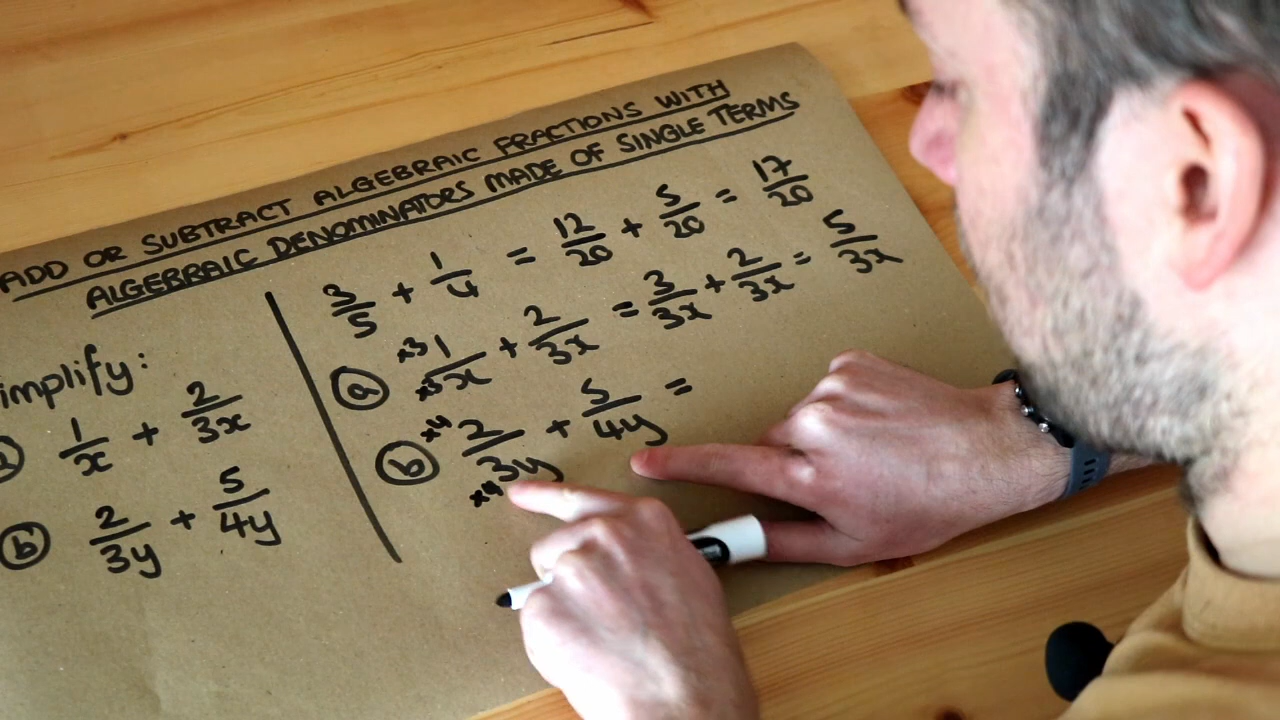 ADD OR SUBTRACT ALGEBRAIC FRACTIONS WITH
ALGEBRAIC DENOMINATORS MADE OF SINGLE TERMS
implify:
1/x + 2/3x
b 2/3y + 5/4y
3/5 + 1/4 = 12/20 + 5/20 = 17/20
a ×3 1/x ×3 + 2/3x = 3/3x + 2/3x = 5/3x
b ×4 2/3y ×4 + 5/4y =